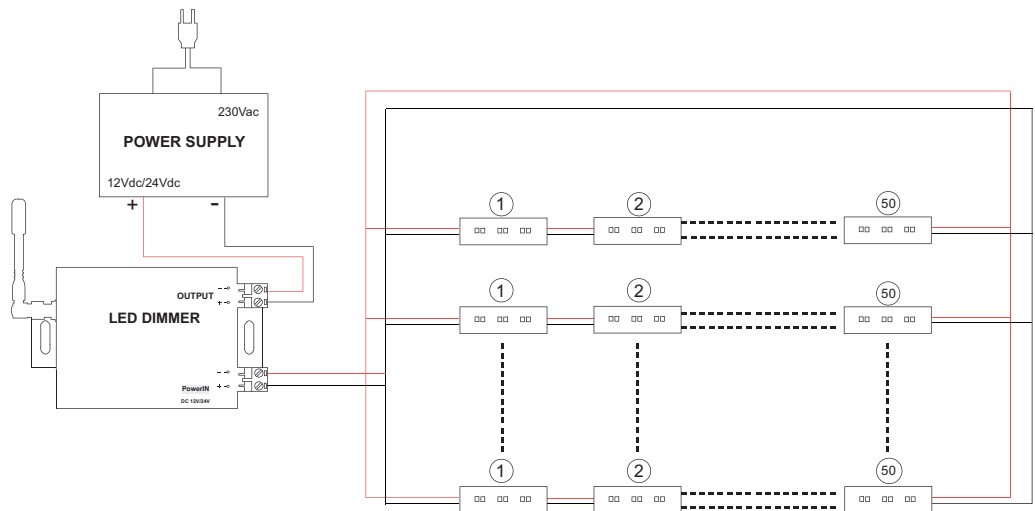 230Vac
POWER SUPPLY
12Vdc/24Vdc
+ -
OUTPUT
- +
LED DIMMER
PowerIN
- +
DC 12V/24V
1 2 50
1 2 50
1 2 50